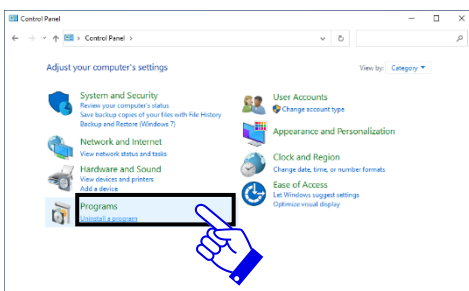 Control Panel
Control Panel
Adjust your computer's settings
View by: Category
System and Security
Review your computer's status
Save backup copies of your files with File History
Backup and Restore (Windows 7)
Network and Internet
View network status and tasks
Hardware and Sound
View devices and printers
Add a device
Programs
Uninstall a program
User Accounts
Change account type
Appearance and Personalization
Clock and Region
Change date, time, or number formats
Ease of Access
Let Windows suggest settings
Optimize visual display